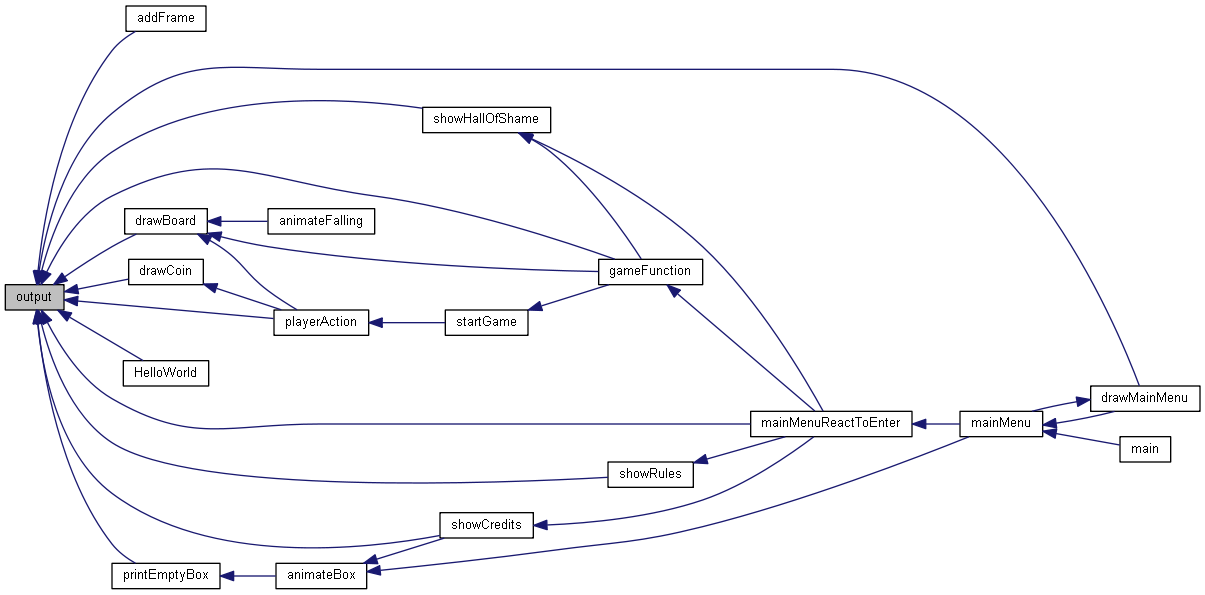 addFrame
showHallOfShame
drawBoard
animateFalling
drawCoin
gameFunction
output
playerAction
startGame
HelloWorld
drawMainMenu
mainMenuReactToEnter
mainMenu
main
showRules
showCredits
printEmptyBox
animateBox